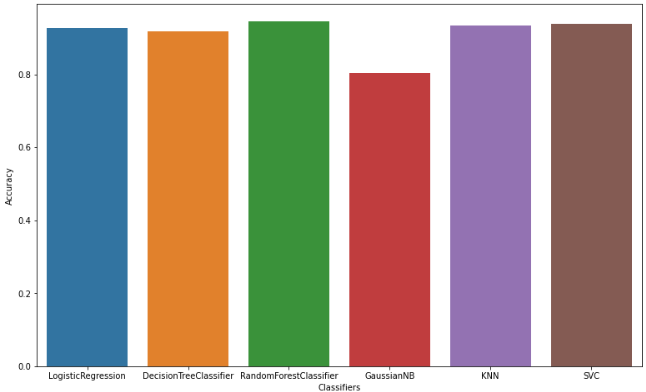 Accuracy
0.8
0.6
0.4
0.2
0.0
LogisticRegression DecisionTreeClassifier RandomForestClassifier GaussianNB KNN SVC
Classifiers